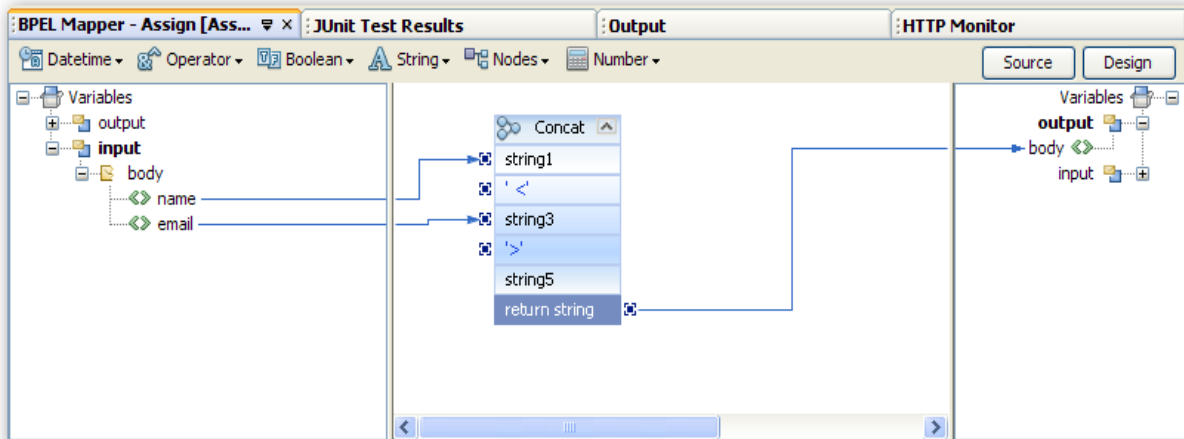 BPEL Mapper - Assign [Ass... JUnit Test Results Output HTTP Monitor
Datetime Operator Boolean String Nodes Number Source Design
Variables
output
input
body
name
email
Concat
string1
' <'
string3
'>'
string5
return string
Variables
output
body
input